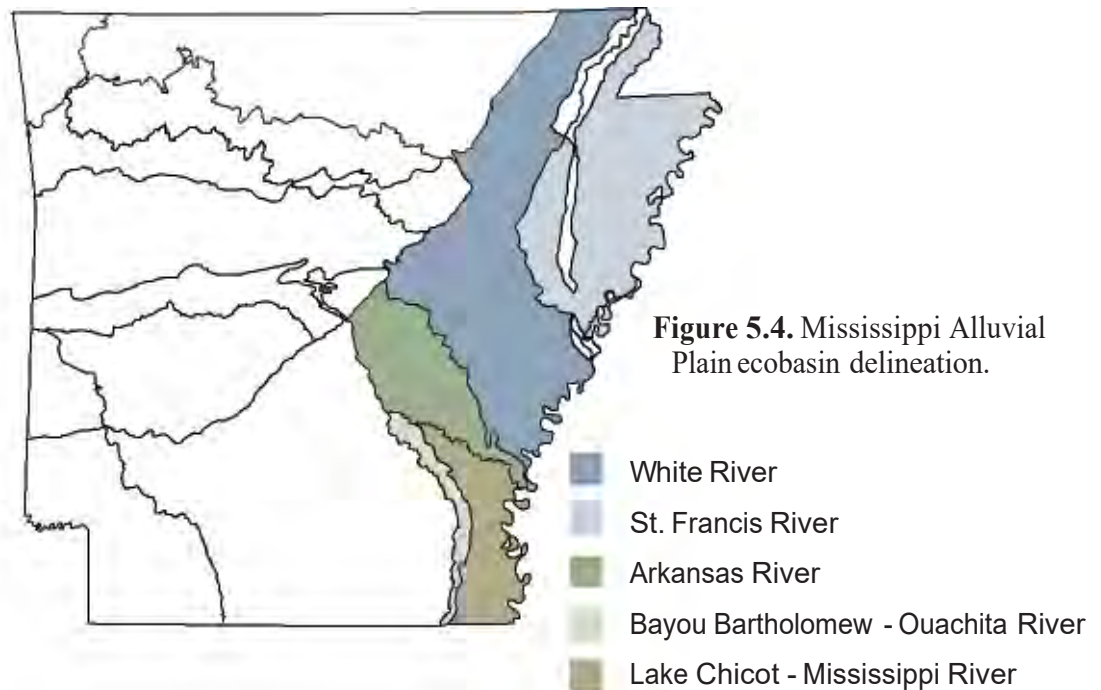 Figure 5.4. Mississippi Alluvial
Plain ecobasin delineation.
White River
St. Francis River
Arkansas River
Bayou Bartholomew - Ouachita River
Lake Chicot - Mississippi River